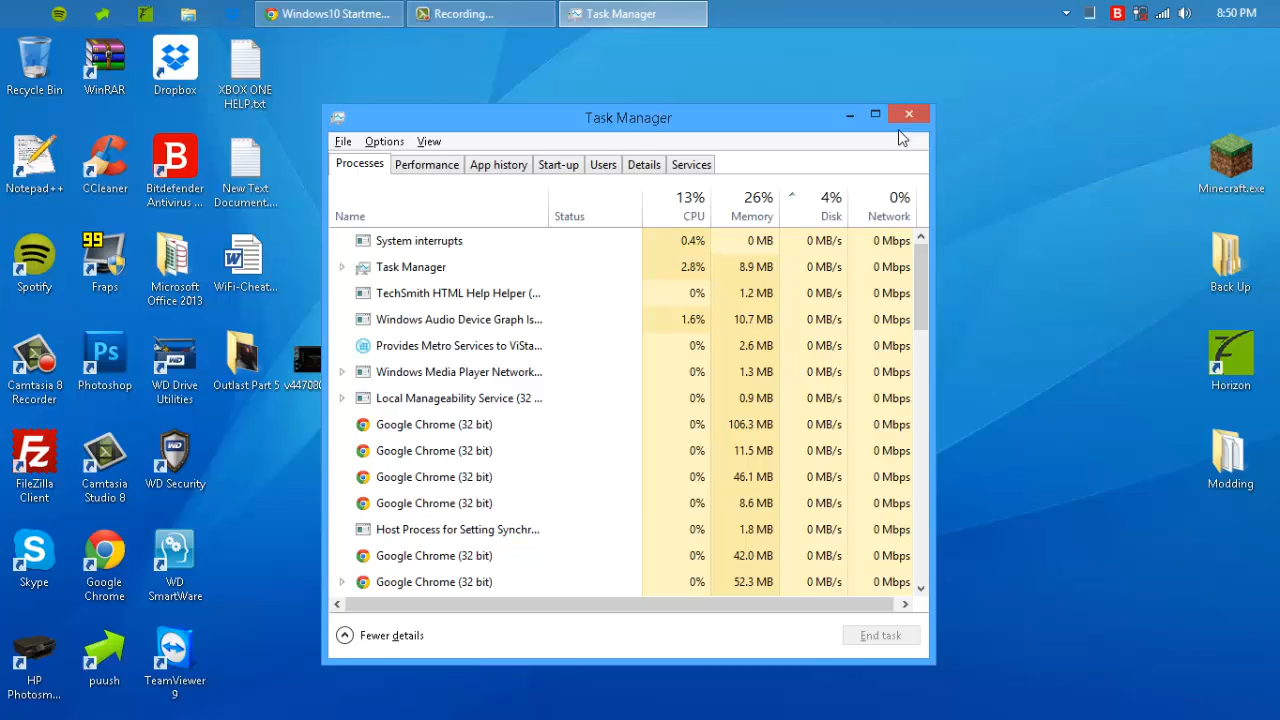 Windows10 Startme...
Recording...
Task Manager
B
8:50 PM
Recycle Bin
WinRAR
Dropbox
XBOX ONE
HELP.txt
Notepad++
CCleaner
B
Bitdefender
Antivirus ...
New Text
Document....
Spotify
99
Fraps
Microsoft
Office 2013
W
WiFi-Cheat...
Camtasia 8
Recorder
Ps
Photoshop
WD
WD Drive
Utilities
Outlast Part 5
v447080
Fz
FileZilla
Client
Camtasia
Studio 8
WD Security
S
Skype
Google
Chrome
WD
SmartWare
HP
Photosm...
puush
TeamViewer
9
Task Manager
File
Options
View
Processes
Performance
App history
Start-up
Users
Details
Services
13%
26%
4%
0%
Name
Status
CPU
Memory
Disk
Network
System interrupts 0.4% 0 MB 0 MB/s 0 Mbps
Task Manager 2.8% 8.9 MB 0 MB/s 0 Mbps
TechSmith HTML Help Helper (... 0% 1.2 MB 0 MB/s 0 Mbps
Windows Audio Device Graph Is... 1.6% 10.7 MB 0 MB/s 0 Mbps
Provides Metro Services to ViSta... 0% 2.6 MB 0 MB/s 0 Mbps
Windows Media Player Network... 0% 1.3 MB 0 MB/s 0 Mbps
Local Manageability Service (32 ... 0% 0.9 MB 0 MB/s 0 Mbps
Google Chrome (32 bit) 0% 106.3 MB 0 MB/s 0 Mbps
Google Chrome (32 bit) 0% 11.5 MB 0 MB/s 0 Mbps
Google Chrome (32 bit) 0% 46.1 MB 0 MB/s 0 Mbps
Google Chrome (32 bit) 0% 8.6 MB 0 MB/s 0 Mbps
Host Process for Setting Synchr... 0% 1.8 MB 0 MB/s 0 Mbps
Google Chrome (32 bit) 0% 42.0 MB 0 MB/s 0 Mbps
Google Chrome (32 bit) 0% 52.3 MB 0 MB/s 0 Mbps
Fewer details
End task
Minecraft.exe
Back Up
Horizon
Modding